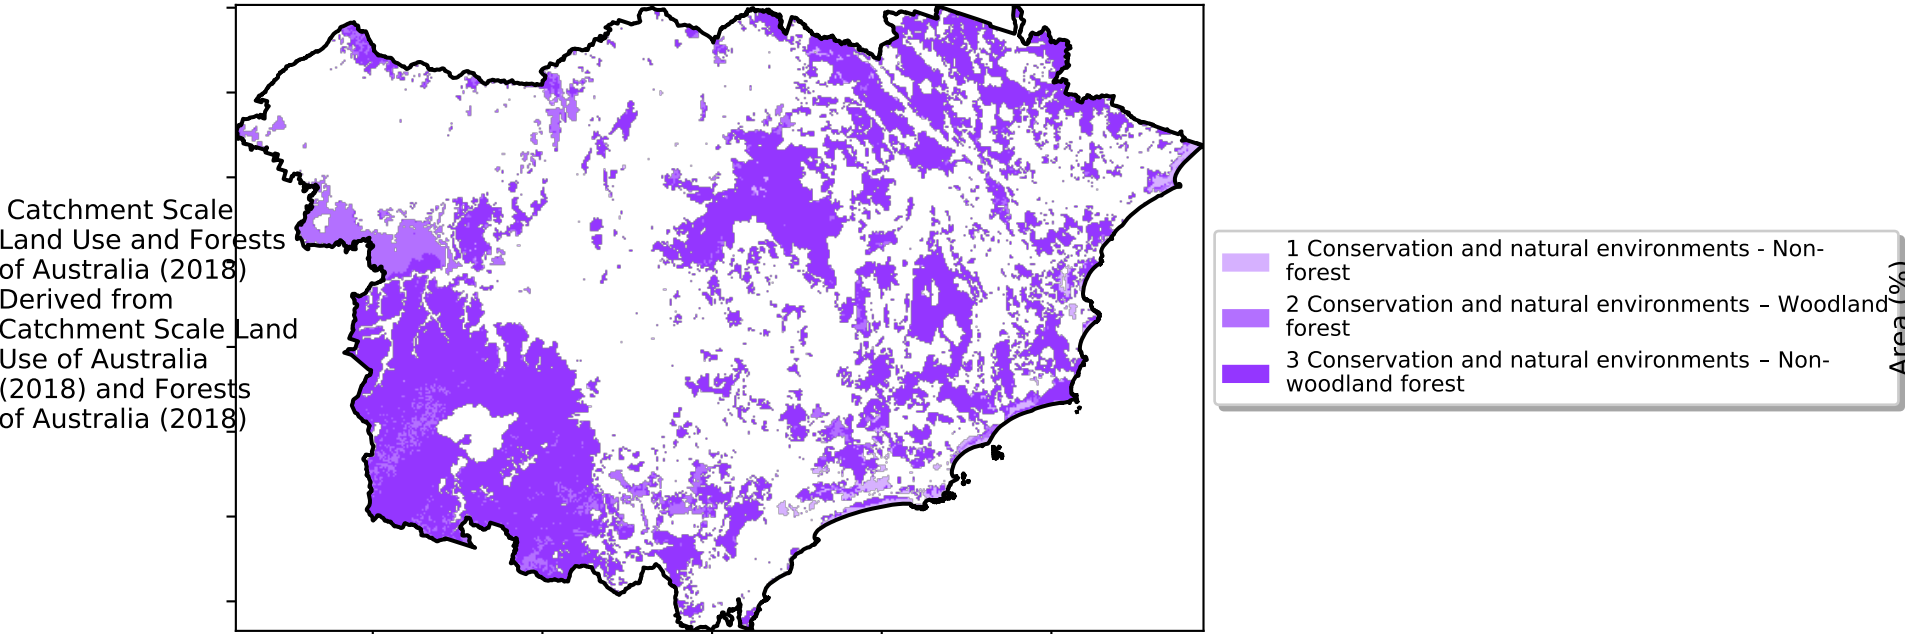 Catchment Scale
Land Use and Forests
of Australia (2018)
Derived from
Catchment Scale Land
Use of Australia
(2018) and Forests
of Australia (2018)
1 Conservation and natural environments - Non-
forest
2 Conservation and natural environments – Woodland
forest
3 Conservation and natural environments – Non-
woodland forest
Area (%)